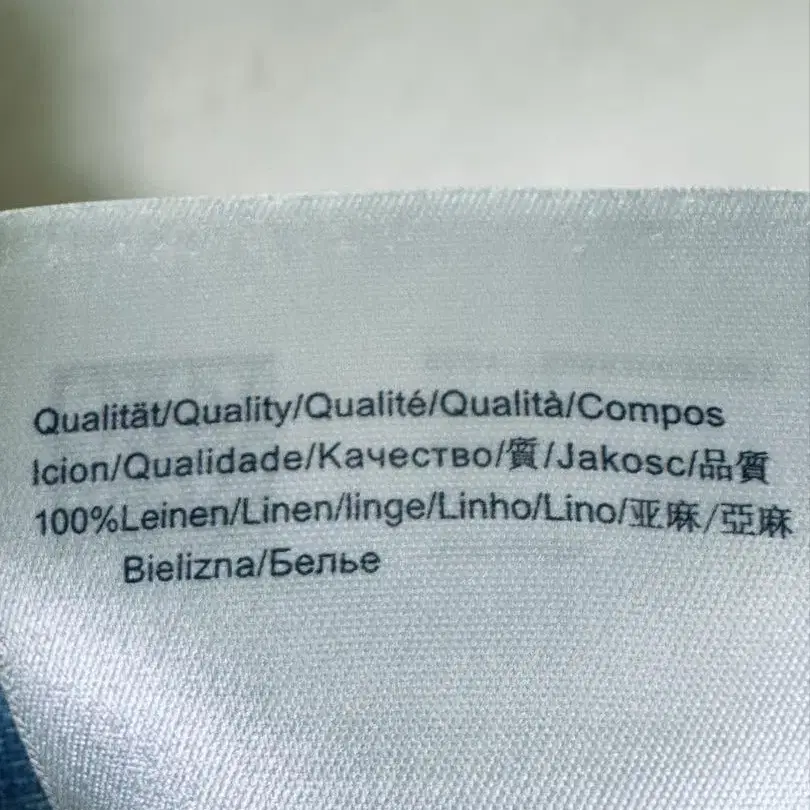 Qualität/Quality/Qualité/Qualità/Compos
Icion/Qualidade/Качество/質/Jakosc/品質
100%Leinen/Linen/linge/Linho/Lino/亚麻/亞麻
Bielizna/Белье